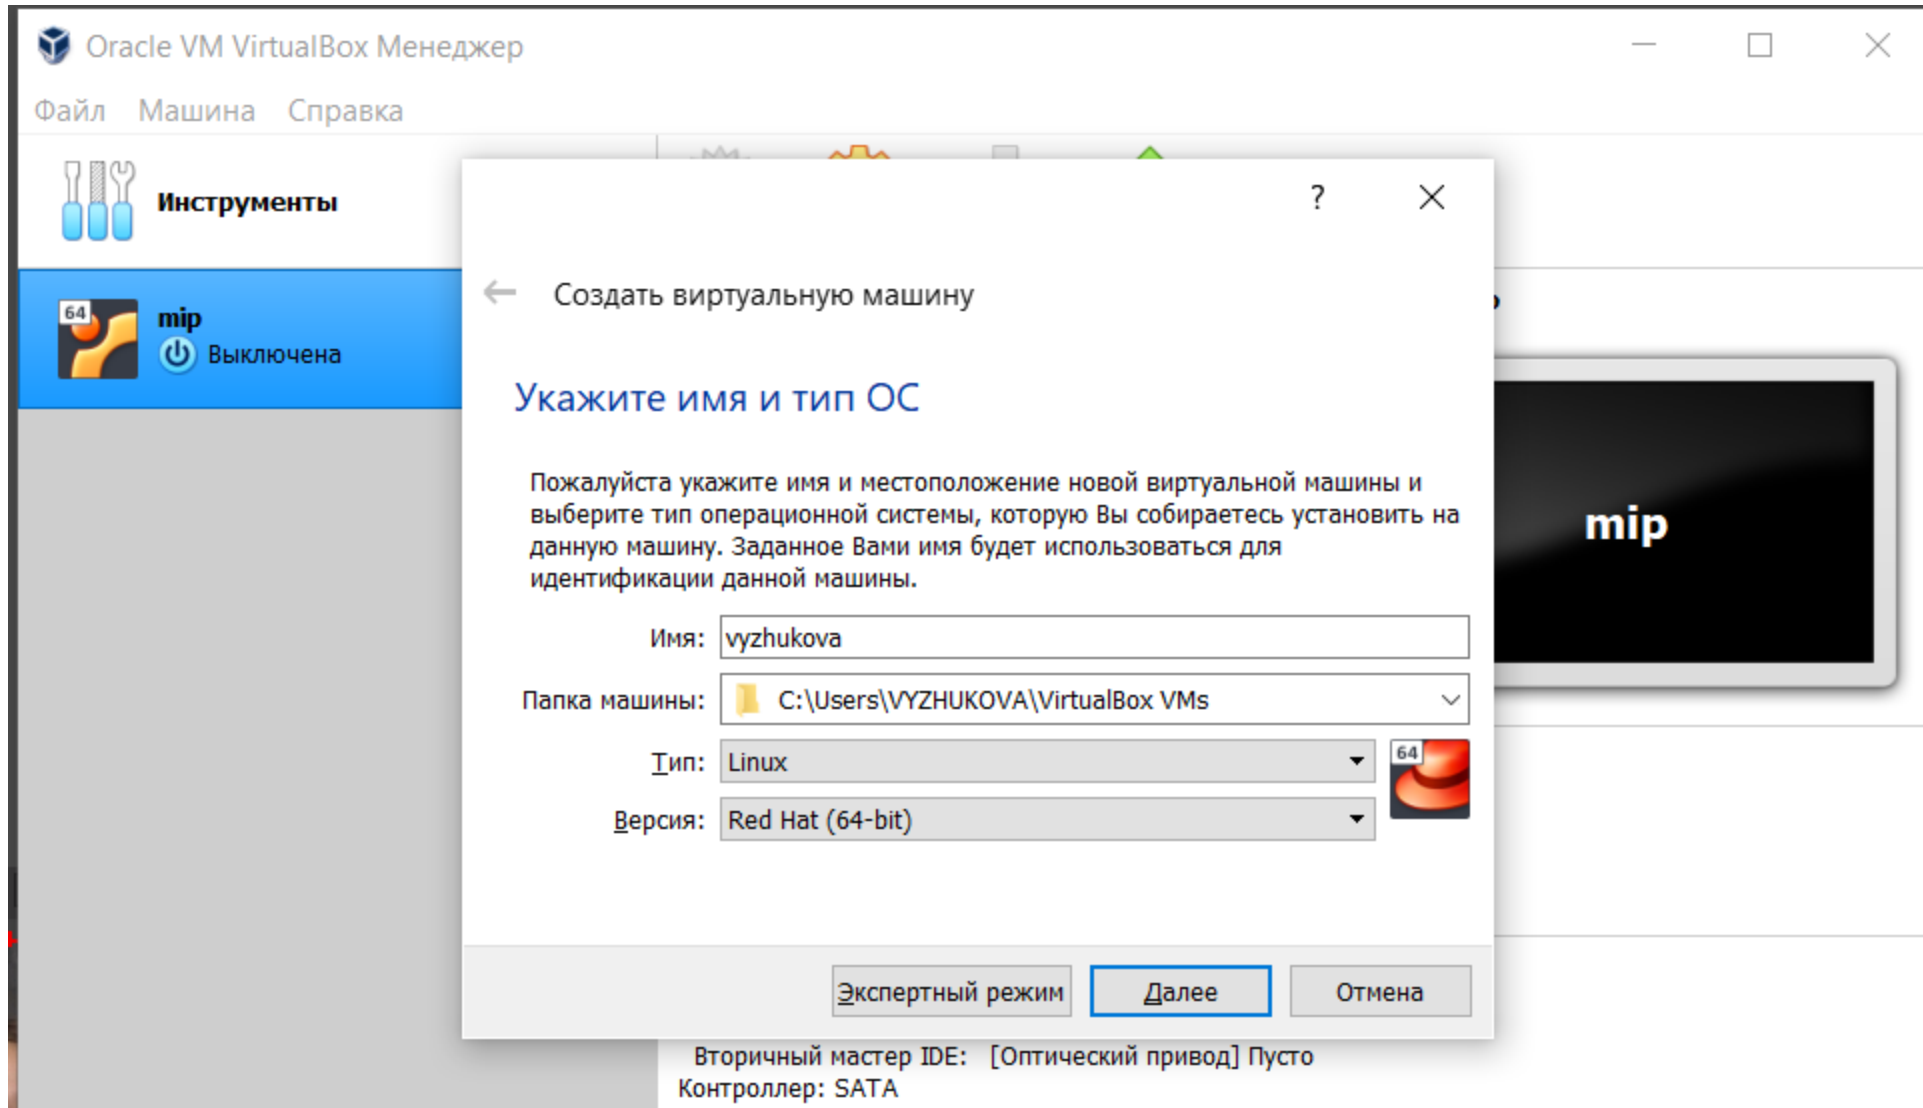 Oracle VM VirtualBox Менеджер
Файл Машина Справка
Инструменты
64
mip
Выключена
?
Создать виртуальную машину
Укажите имя и тип ОС
Пожалуйста укажите имя и местоположение новой виртуальной машины и
выберите тип операционной системы, которую Вы собираетесь установить на
данную машину. Заданное Вами имя будет использоваться для
идентификации данной машины.
Имя: vyzhukova
Папка машины: C:\Users\VYZHUKOVA\VirtualBox VMs
Тип: Linux
64
Версия: Red Hat (64-bit)
Экспертный режим Далее Отмена
mip
Вторичный мастер IDE: [Оптический привод] Пусто
Контроллер: SATA